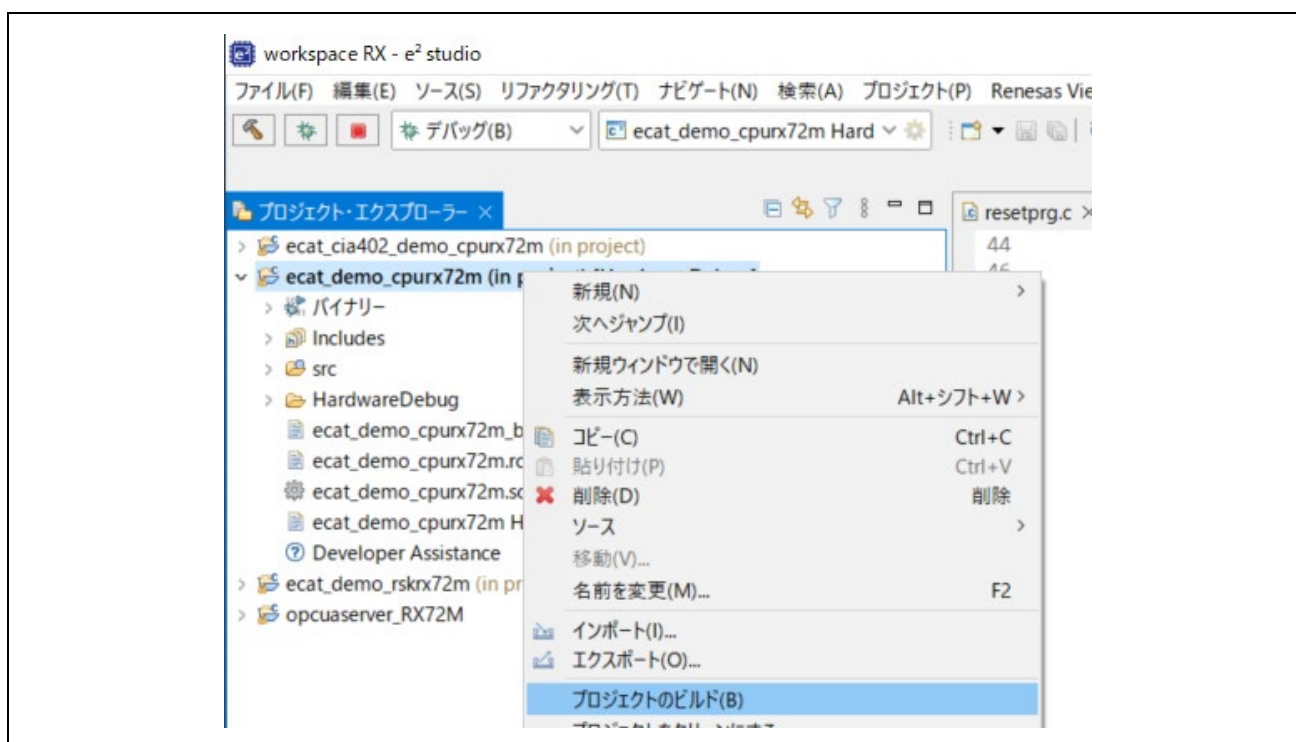 workspace RX - e² studio
ファイル(F) 編集(E) ソース(S) リファクタリング(T) ナビゲート(N) 検索(A) プロジェクト(P) Renesas Vie
デバッグ(B) ecat_demo_cpurx72m Hard
プロジェクト・エクスプローラー
resetprg.c
ecat_cia402_demo_cpurx72m (in project)
44
ecat_demo_cpurx72m (in
バイナリー
Includes
src
HardwareDebug
ecat_demo_cpurx72m_b
ecat_demo_cpurx72m.rc
ecat_demo_cpurx72m.sc
ecat_demo_cpurx72m H
Developer Assistance
ecat_demo_rskrx72m (in pr
opcuaserver_RX72M
新規(N)
次へジャンプ(I)
新規ウィンドウで開く(N)
表示方法(W) Alt+シフト+W
コピー(C) Ctrl+C
貼り付け(P) Ctrl+V
削除(D) 削除
ソース
移動(V)...
名前を変更(M)... F2
インポート(I)...
エクスポート(O)...
プロジェクトのビルド(B)